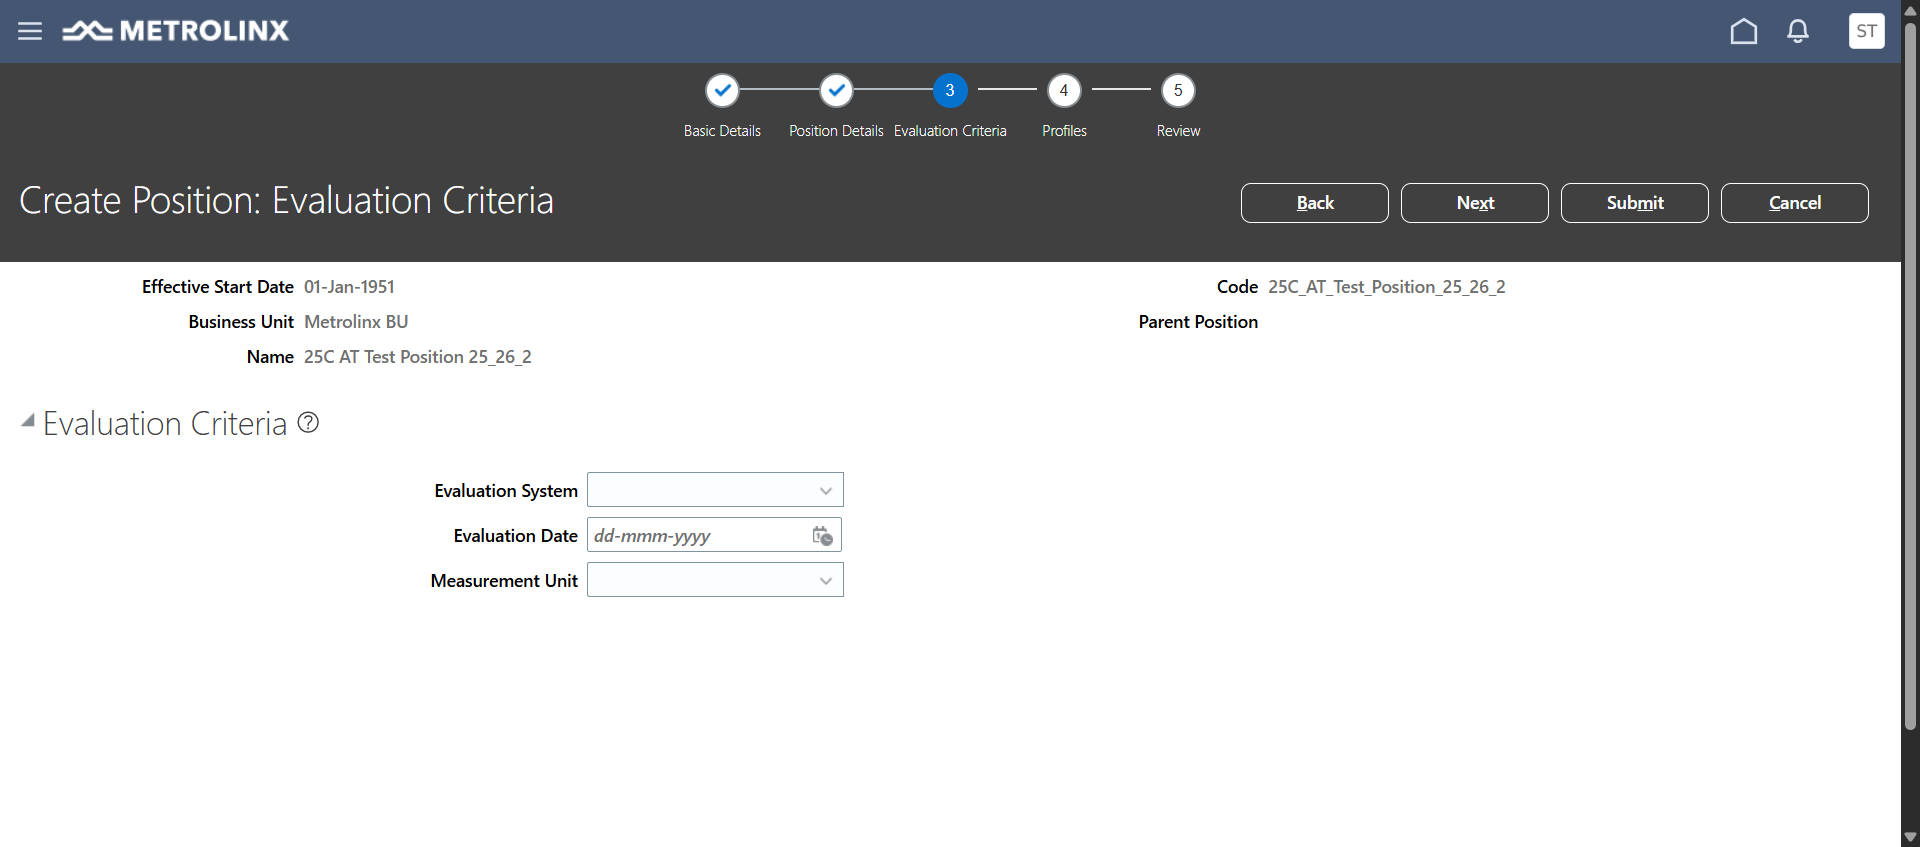 METROLINX
ST
3
4
5
Basic Details
Position Details
Evaluation Criteria
Profiles
Review
Create Position: Evaluation Criteria
Back
Next
Submit
Cancel
Effective Start Date 01-Jan-1951
Business Unit Metrolinx BU
Name 25C AT Test Position 25_26_2
Code 25C_AT_Test_Position_25_26_2
Parent Position
Evaluation Criteria ?
Evaluation System
Evaluation Date dd-mmm-yyyy
Measurement Unit